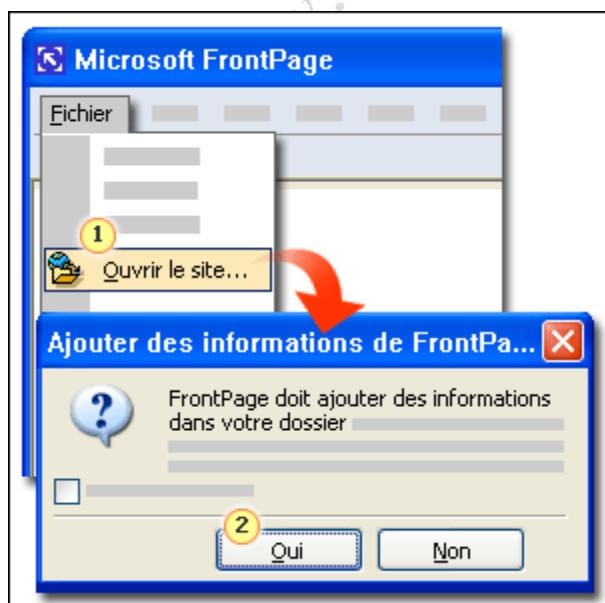 Microsoft FrontPage
Fichier
1
Ouvrir le site...
Ajouter des informations de FrontPa...
FrontPage doit ajouter des informations
dans votre dossier
2
Oui
Non